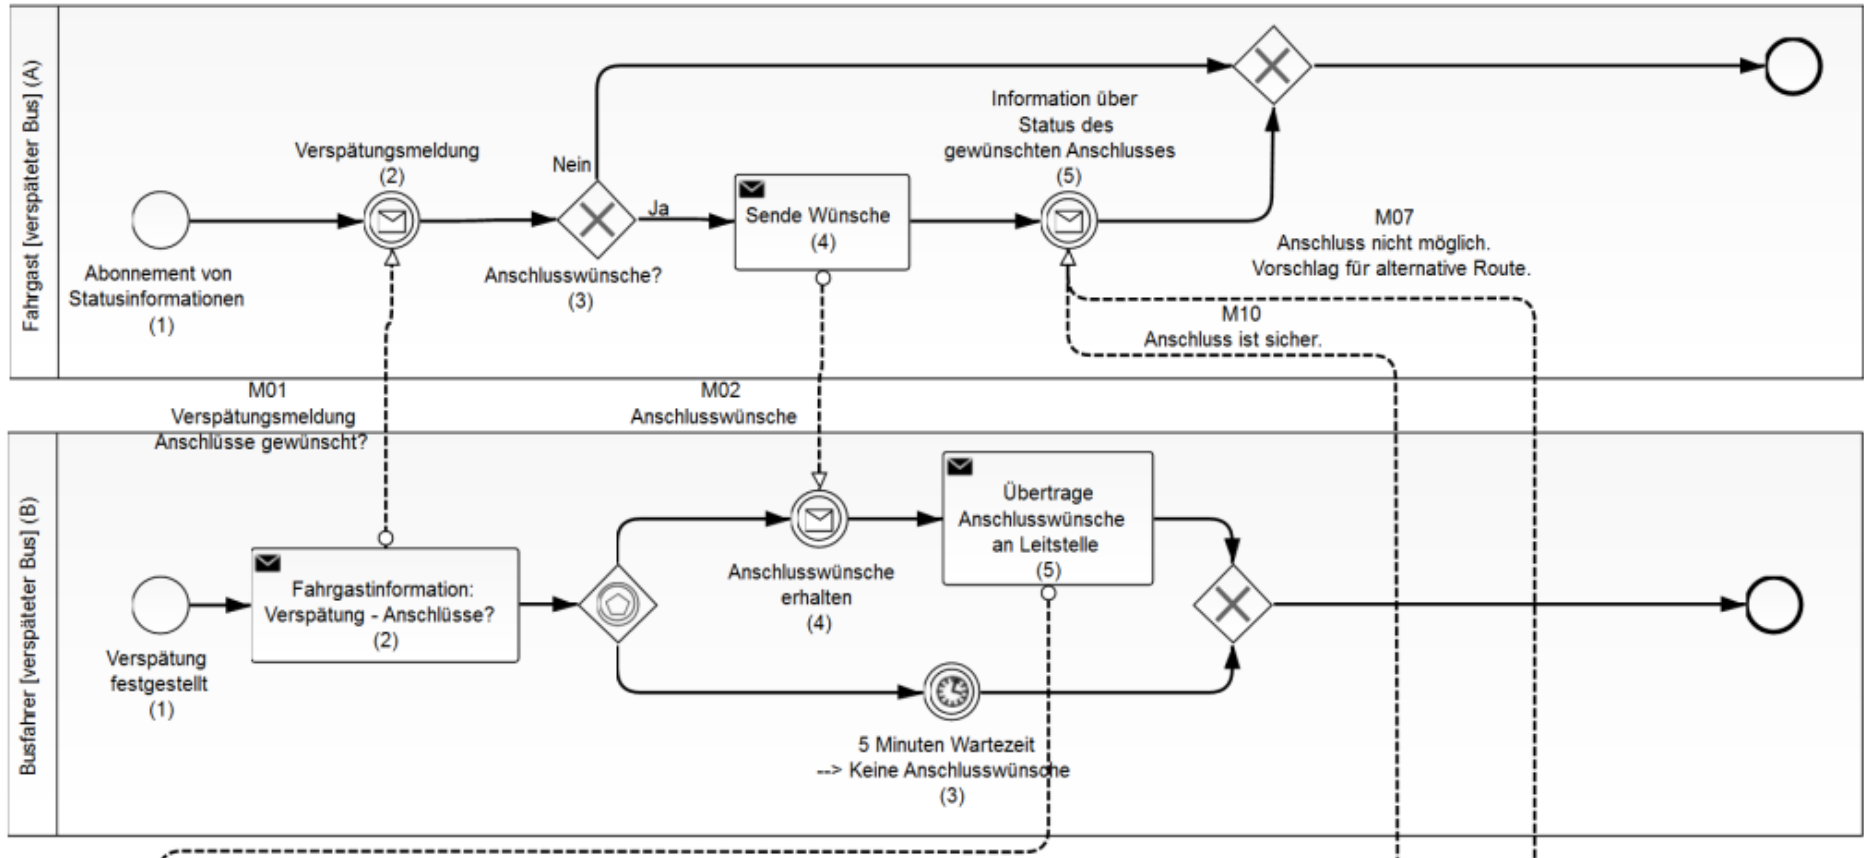 Fahrgast [verspäteter Bus] (A)
Abonnement von
Statusinformationen
(1)
Verspätungsmeldung
(2)
Nein
Ja
Anschlusswünsche?
(3)
Sende Wünsche
(4)
Information über
Status des
gewünschten Anschlusses
(5)
M07
Anschluss nicht möglich.
Vorschlag für alternative Route.
M10
Anschluss ist sicher.
M01
Verspätungsmeldung
Anschlüsse gewünscht?
M02
Anschlusswünsche
Busfahrer [verspäteter Bus] (B)
Verspätung
festgestellt
(1)
Fahrgastinformation:
Verspätung - Anschlüsse?
(2)
Anschlusswünsche
erhalten
(4)
Übertrage
Anschlusswünsche
an Leitstelle
(5)
5 Minuten Wartezeit
--> Keine Anschlusswünsche
(3)